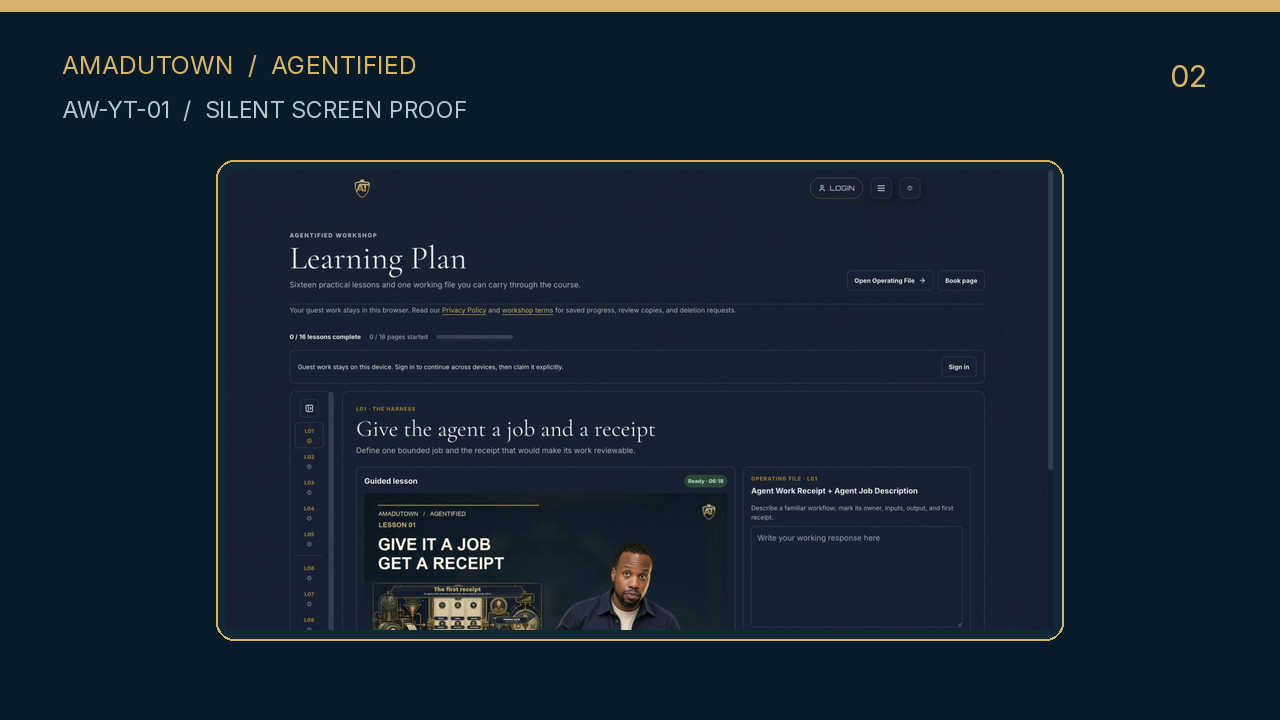 AMADUTOWN / AGENTIFIED
02
AW-YT-01 / SILENT SCREEN PROOF
AT
LOGIN
AGENTIFIED WORKSHOP
Learning Plan
Sixteen practical lessons and one working file you can carry through the course.
Open Operating File →
Book page
Your guest work stays in this browser. Read our Privacy Policy and workshop terms for saved progress, review copies, and deletion requests.
0 / 16 lessons complete 0 / 16 pages started
Guest work stays on this device. Sign in to continue across devices, then claim it explicitly.
Sign in
L01
L02
L03
L04
L05
L06
L07
L08
L01 · THE HARNESS
Give the agent a job and a receipt
Define one bounded job and the receipt that would make its work reviewable.
Guided lesson
Ready · 06:18
AMADUTOWN / AGENTIFIED
AT
LESSON 01
GIVE IT A JOB
GET A RECEIPT
The first receipt
OPERATING FILE · L01
Agent Work Receipt + Agent Job Description
Describe a familiar workflow; mark its owner, inputs, output, and first
receipt.
Write your working response here